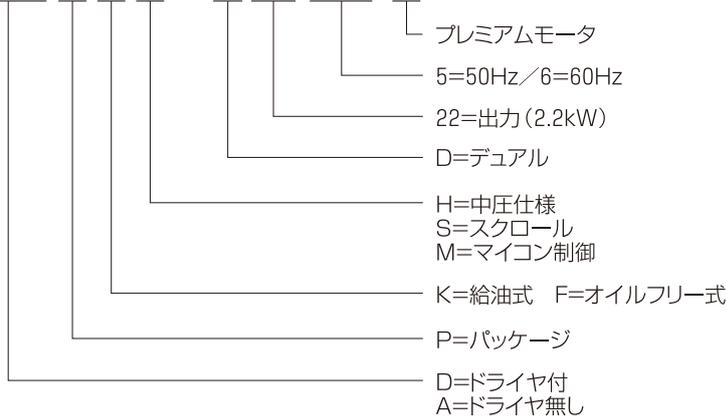 プレミアムモータ
5=50Hz／6=60Hz
22=出力（2.2kW）
D=デュアル
H=中圧仕様
S=スクロール
M=マイコン制御
K=給油式　F=オイルフリー式
P=パッケージ
D=ドライヤ付
A=ドライヤ無し